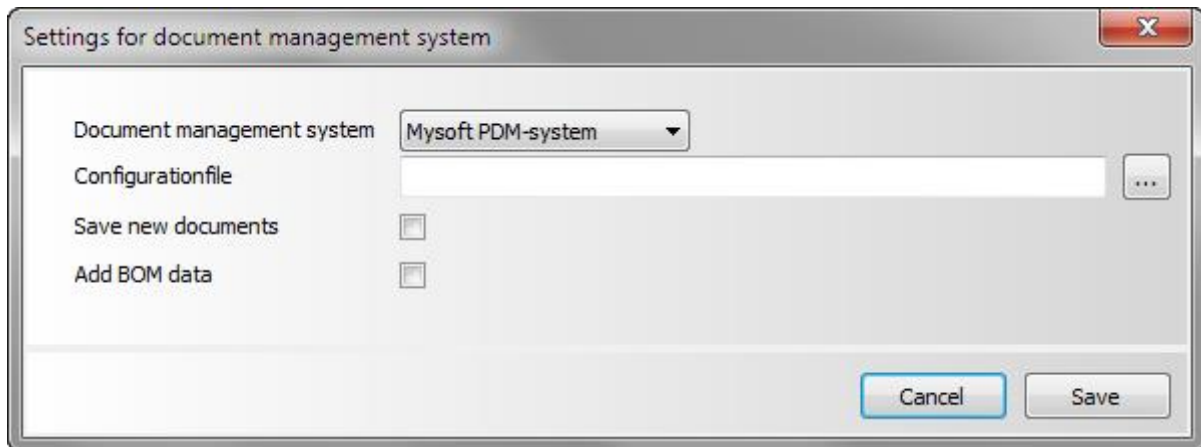 Settings for document management system
Document management system Mysoft PDM-system
Configurationfile ...
Save new documents
Add BOM data
Cancel Save